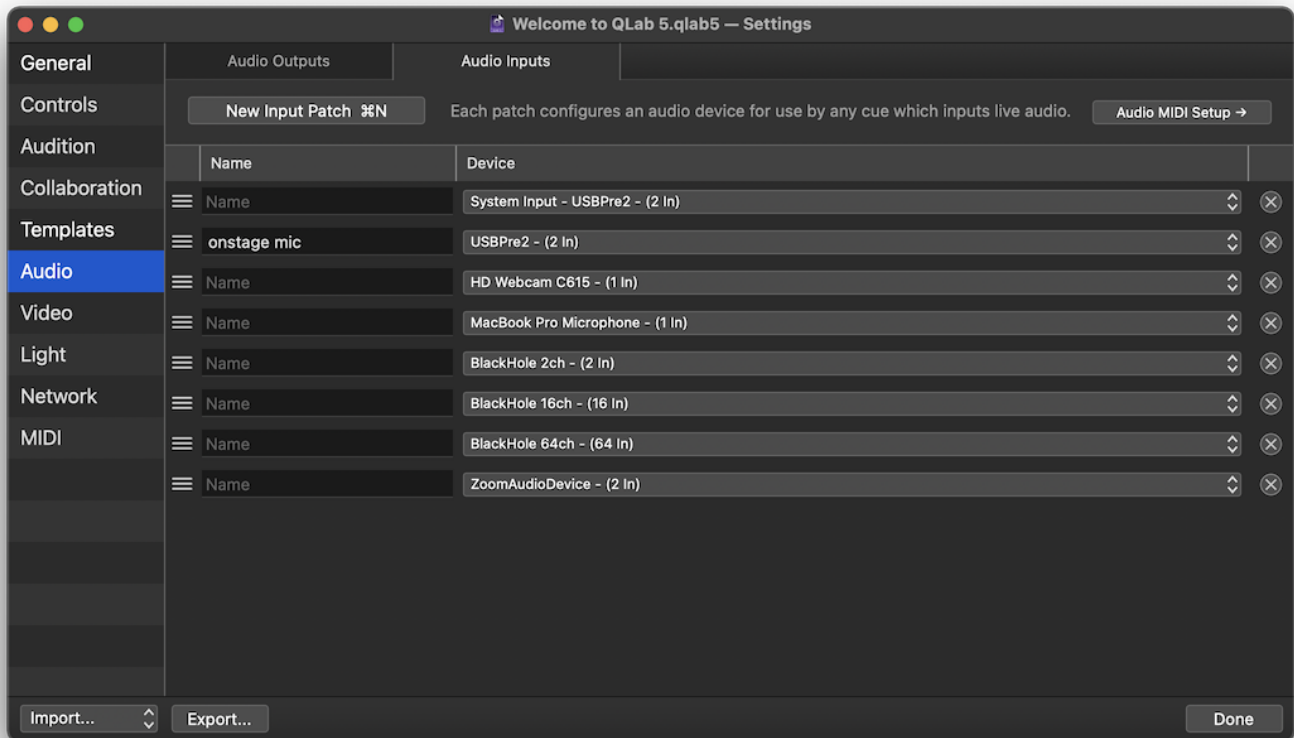 Welcome to QLab 5.qlab5 — Settings
General
Controls
Audition
Collaboration
Templates
Audio
Video
Light
Network
MIDI
Audio Outputs
Audio Inputs
New Input Patch ⌘N
Each patch configures an audio device for use by any cue which inputs live audio.
Audio MIDI Setup →
Name Device
Name System Input - USBPre2 - (2 In)
onstage mic USBPre2 - (2 In)
Name HD Webcam C615 - (1 In)
Name MacBook Pro Microphone - (1 In)
Name BlackHole 2ch - (2 In)
Name BlackHole 16ch - (16 In)
Name BlackHole 64ch - (64 In)
Name ZoomAudioDevice - (2 In)
Import...
Export...
Done